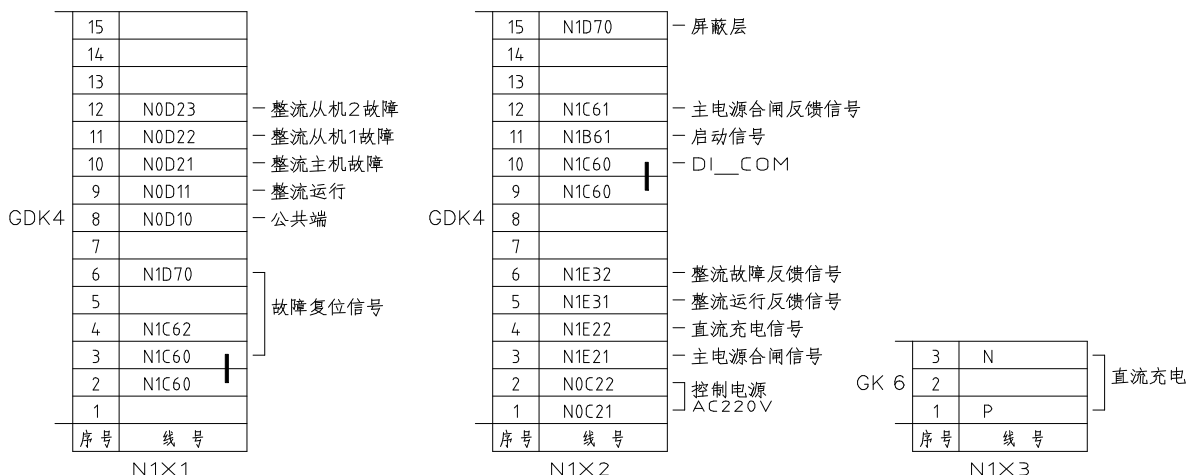 15
14
13
12 N0D23 整流从机2故障
11 N0D22 整流从机1故障
10 N0D21 整流主机故障
9 N0D11 整流运行
GDK4 8 N0D10 公共端
7
6 N1D70
5 故障复位信号
4 N1C62
3 N1C60
2 N1C60
1
序号 线号
N1X1
15 N1D70 屏蔽层
14
13
12 N1C61 主电源合闸反馈信号
11 N1B61 启动信号
10 N1C60 DI__COM
9 N1C60
GDK4 8
7
6 N1E32 整流故障反馈信号
5 N1E31 整流运行反馈信号
4 N1E22 直流充电信号
3 N1E21 主电源合闸信号
2 N0C22 控制电源
1 N0C21 AC220V
序号 线号
N1X2
3 N
GK 6 2 直流充电
1 P
序号 线号
N1X3